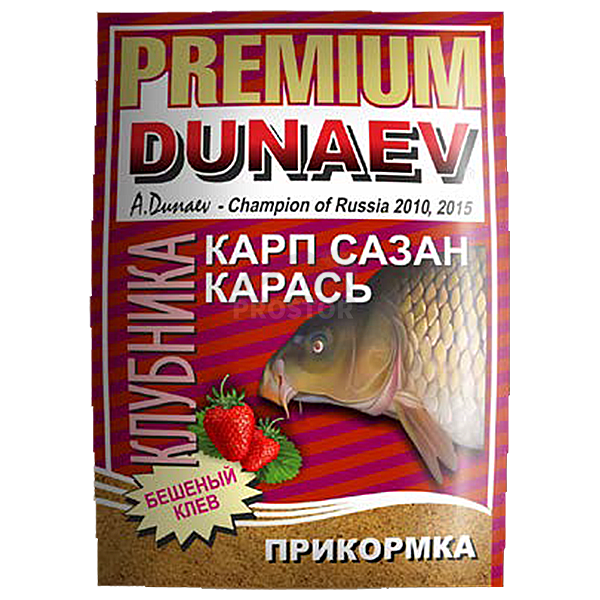 PREMIUM
DUNAEV
A.Dunaev - Champion of Russia 2010, 2015
КАРП САЗАН
КАРАСЬ
PROSTOR
КЛУБНИКА
БЕШЕНЫЙ
КЛЕВ
ПРИКОРМКА